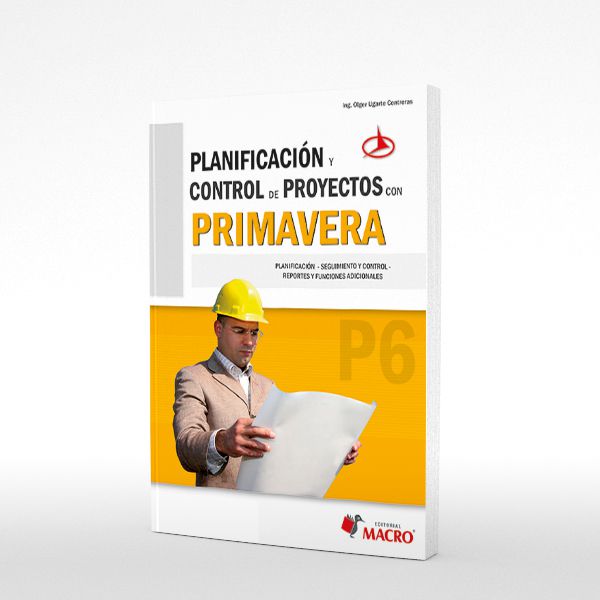 Ing. Olger Ugarte Contreras
PLANIFICACIÓN Y
CONTROL DE PROYECTOS CON
PRIMAVERA
PLANIFICACIÓN - SEGUIMIENTO Y CONTROL -
REPORTES Y FUNCIONES ADICIONALES
P6
EDITORIAL
MACRO®